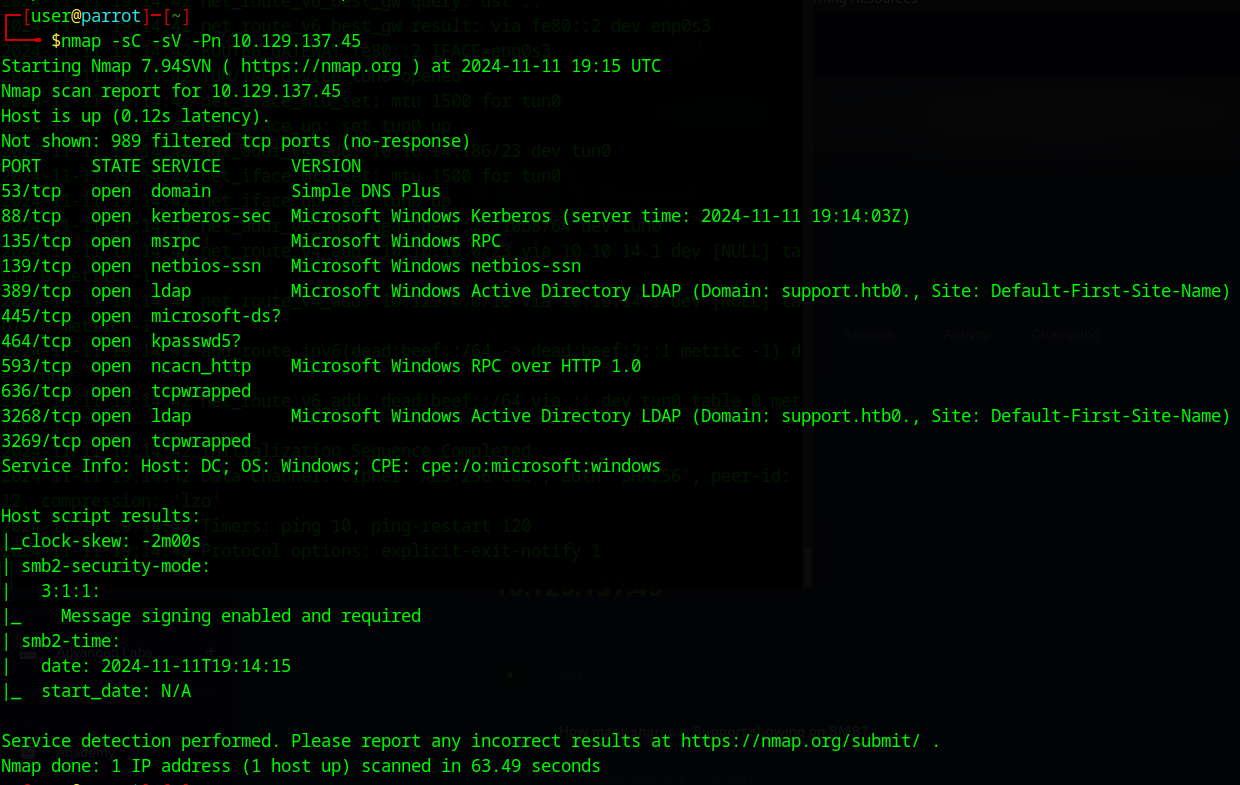 [user@parrot]─[~]
$nmap -sC -sV -Pn 10.129.137.45
Starting Nmap 7.94SVN ( https://nmap.org ) at 2024-11-11 19:15 UTC
Nmap scan report for 10.129.137.45
Host is up (0.12s latency).
Not shown: 989 filtered tcp ports (no-response)
PORT     STATE SERVICE       VERSION
53/tcp   open  domain        Simple DNS Plus
88/tcp   open  kerberos-sec  Microsoft Windows Kerberos (server time: 2024-11-11 19:14:03Z)
135/tcp  open  msrpc         Microsoft Windows RPC
139/tcp  open  netbios-ssn   Microsoft Windows netbios-ssn
389/tcp  open  ldap          Microsoft Windows Active Directory LDAP (Domain: support.htb0., Site: Default-First-Site-Name)
445/tcp  open  microsoft-ds?
464/tcp  open  kpasswd5?
593/tcp  open  ncacn_http    Microsoft Windows RPC over HTTP 1.0
636/tcp  open  tcpwrapped
3268/tcp open  ldap          Microsoft Windows Active Directory LDAP (Domain: support.htb0., Site: Default-First-Site-Name)
3269/tcp open  tcpwrapped
Service Info: Host: DC; OS: Windows; CPE: cpe:/o:microsoft:windows
Host script results:
|_clock-skew: -2m00s
| smb2-security-mode:
|   3:1:1:
|_    Message signing enabled and required
| smb2-time:
|   date: 2024-11-11T19:14:15
|_  start_date: N/A
Service detection performed. Please report any incorrect results at https://nmap.org/submit/ .
Nmap done: 1 IP address (1 host up) scanned in 63.49 seconds
Reviews
Activity
Changelog